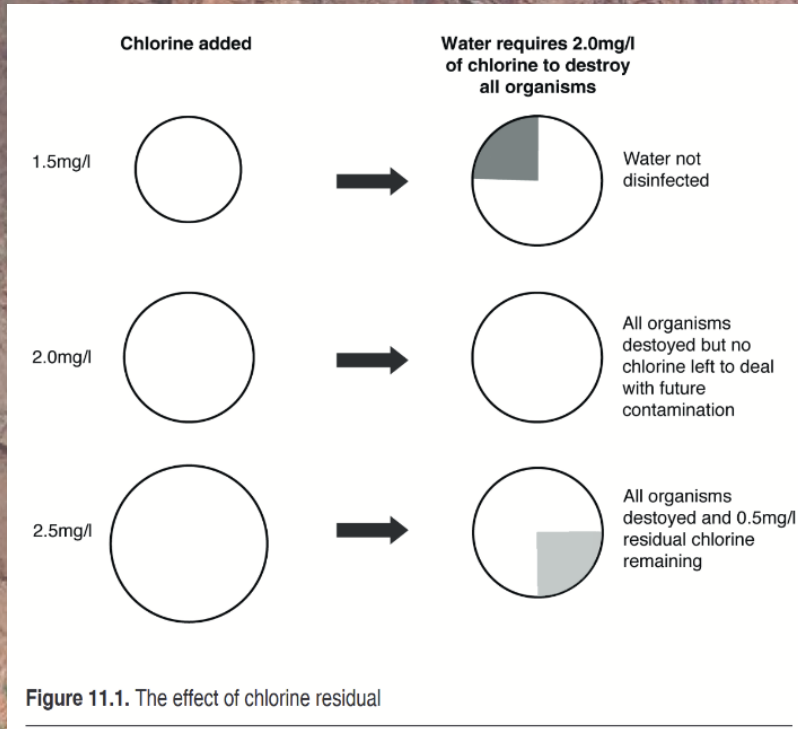 Chlorine added
Water requires 2.0mg/l
of chlorine to destroy
all organisms
1.5mg/l
Water not
disinfected
2.0mg/l
All organisms
destoyed but no
chlorine left to deal
with future
contamination
2.5mg/l
All organisms
destoyed and 0.5mg/l
residual chlorine
remaining
Figure 11.1. The effect of chlorine residual